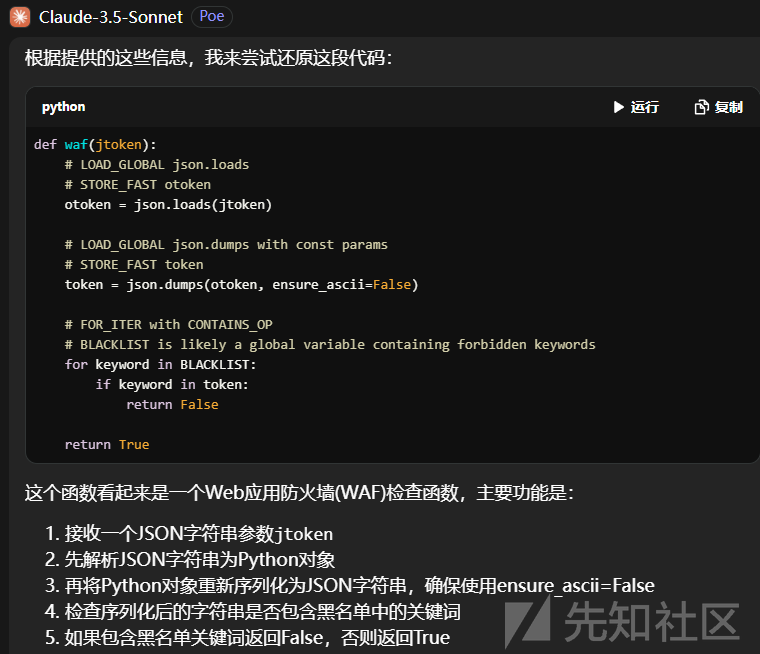 Claude-3.5-Sonnet Poe
根据提供的这些信息，我来尝试还原这段代码：
python 运行 复制
def waf(jtoken):
    # LOAD_GLOBAL json.loads
    # STORE_FAST otoken
    otoken = json.loads(jtoken)
    # LOAD_GLOBAL json.dumps with const params
    # STORE_FAST token
    token = json.dumps(otoken, ensure_ascii=False)
    # FOR_ITER with CONTAINS_OP
    # BLACKLIST is likely a global variable containing forbidden keywords
    for keyword in BLACKLIST:
        if keyword in token:
            return False
    return True
这个函数看起来是一个Web应用防火墙(WAF)检查函数，主要功能是：
1. 接收一个JSON字符串参数jtoken
2. 先解析JSON字符串为Python对象
3. 再将Python对象重新序列化为JSON字符串，确保使用ensure_ascii=False
4. 检查序列化后的字符串是否包含黑名单中的关键词
5. 如果包含黑名单关键词返回False，否则返回True
先知社区